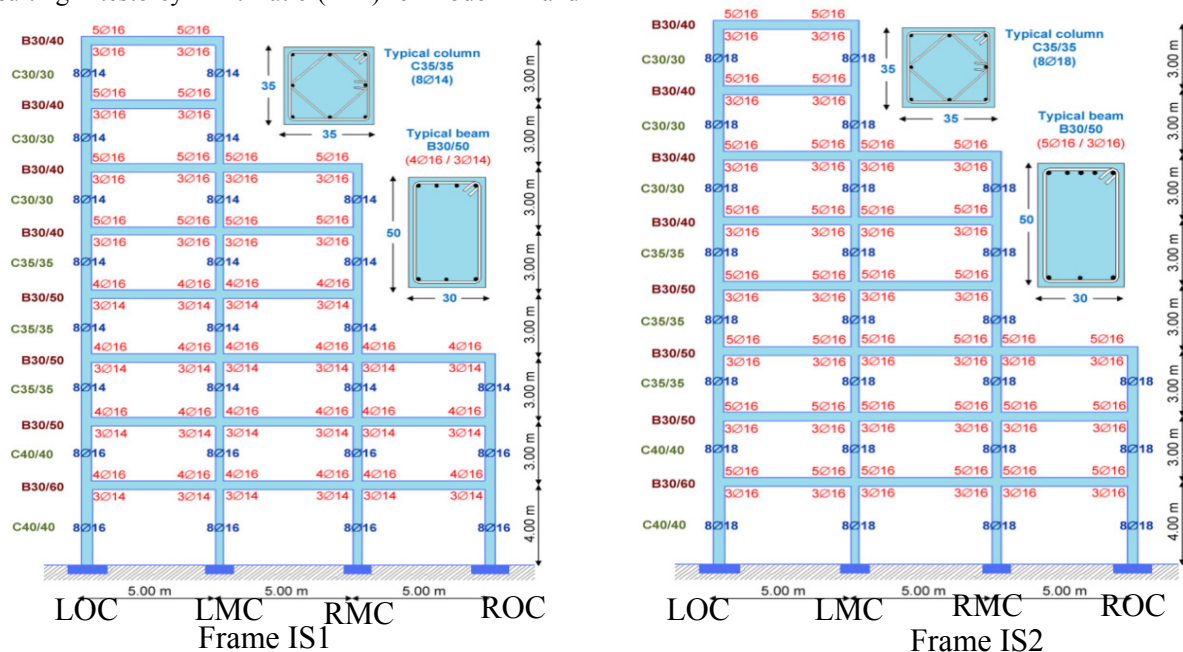 5Ø16 5Ø16
B30/40
3Ø16 3Ø16
C30/30 8Ø14 8Ø14 3.00 m
5Ø16 5Ø16
B30/40
3Ø16 3Ø16
C30/30 8Ø14 8Ø14 3.00 m
5Ø16 5Ø16 5Ø16 5Ø16
B30/40
3Ø16 3Ø16 3Ø16 3Ø16
C30/30 8Ø14 8Ø14 8Ø14 3.00 m
5Ø16 5Ø16 5Ø16 5Ø16
B30/40
3Ø16 3Ø16 3Ø16 3Ø16
C35/35 8Ø14 8Ø14 8Ø14 3.00 m
4Ø16 4Ø16 4Ø16 4Ø16
B30/50
3Ø14 3Ø14 3Ø14 3Ø14
C35/35 8Ø14 8Ø14 8Ø14 3.00 m
4Ø16 4Ø16 4Ø16 4Ø16 4Ø16 4Ø16
B30/50
3Ø14 3Ø14 3Ø14 3Ø14 3Ø14 3Ø14
C35/35 8Ø14 8Ø14 8Ø14 8Ø14 3.00 m
4Ø16 4Ø16 4Ø16 4Ø16 4Ø16 4Ø16
B30/50
3Ø14 3Ø14 3Ø14 3Ø14 3Ø14 3Ø14
C40/40 8Ø16 8Ø16 8Ø16 8Ø16 3.00 m
4Ø16 4Ø16 4Ø16 4Ø16 4Ø16 4Ø16
B30/60
3Ø14 3Ø14 3Ø14 3Ø14 3Ø14 3Ø14
C40/40 8Ø16 8Ø16 8Ø16 8Ø16 4.00 m
5.00 m 5.00 m 5.00 m
LOC LMC RMC ROC
Frame IS1
Typical column
C35/35
(8Ø14)
35
35
Typical beam
B30/50
(4Ø16 / 3Ø14)
50
30
5Ø16 5Ø16
B30/40
3Ø16 3Ø16
C30/30 8Ø18 8Ø18 3.00 m
5Ø16 5Ø16
B30/40
3Ø16 3Ø16
C30/30 8Ø18 8Ø18 3.00 m
5Ø16 5Ø16 5Ø16 5Ø16
B30/40
3Ø16 3Ø16 3Ø16 3Ø16
C30/30 8Ø18 8Ø18 8Ø18 3.00 m
5Ø16 5Ø16 5Ø16 5Ø16
B30/40
3Ø16 3Ø16 3Ø16 3Ø16
C35/35 8Ø18 8Ø18 8Ø18 3.00 m
5Ø16 5Ø16 5Ø16 5Ø16
B30/50
3Ø16 3Ø16 3Ø16 3Ø16
C35/35 8Ø18 8Ø18 8Ø18 3.00 m
5Ø16 5Ø16 5Ø16 5Ø16 5Ø16 5Ø16
B30/50
3Ø16 3Ø16 3Ø16 3Ø16 3Ø16 3Ø16
C35/35 8Ø18 8Ø18 8Ø18 8Ø18 3.00 m
5Ø16 5Ø16 5Ø16 5Ø16 5Ø16 5Ø16
B30/50
3Ø16 3Ø16 3Ø16 3Ø16 3Ø16 3Ø16
C40/40 8Ø18 8Ø18 8Ø18 8Ø18 3.00 m
5Ø16 5Ø16 5Ø16 5Ø16 5Ø16 5Ø16
B30/60
3Ø16 3Ø16 3Ø16 3Ø16 3Ø16 3Ø16
C40/40 8Ø18 8Ø18 8Ø18 8Ø18 4.00 m
5.00 m 5.00 m 5.00 m
LOC LMC RMC ROC
Frame IS2
Typical column
C35/35
(8Ø18)
35
35
Typical beam
B30/50
(5Ø16 / 3Ø16)
50
30